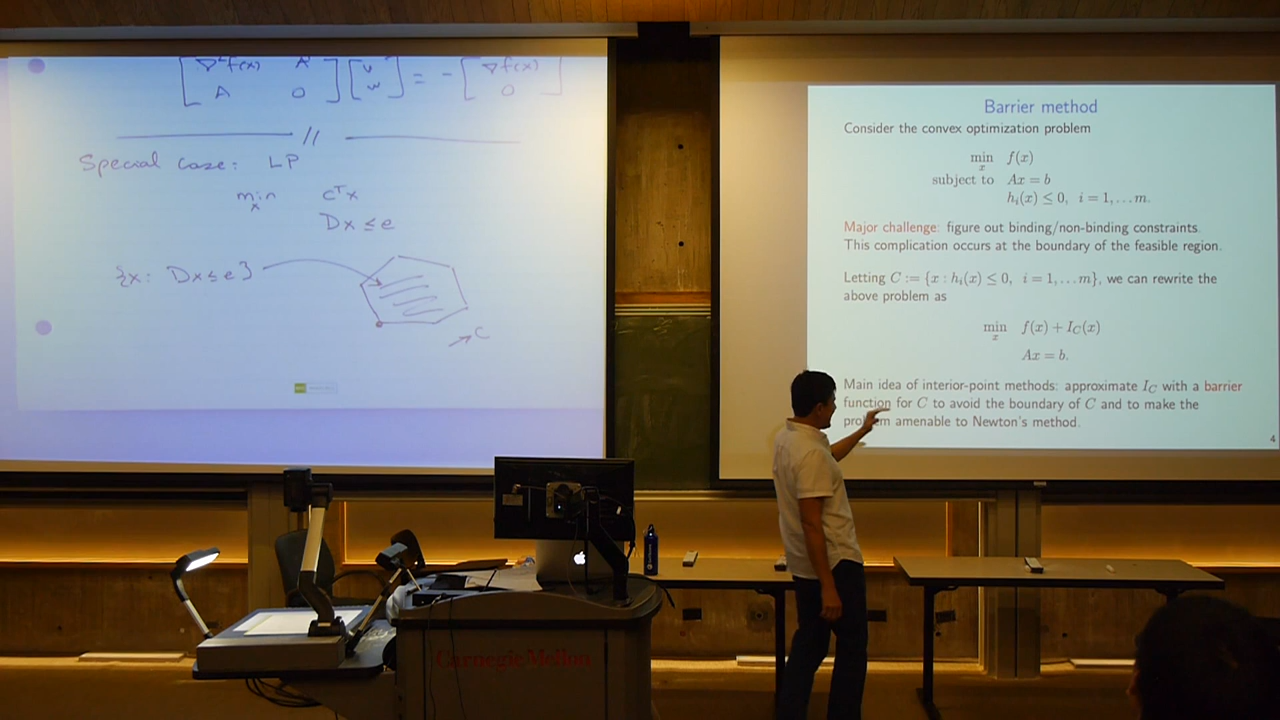 [ ∇²f(x) Aᵀ ] [ v ] = - [ ∇f(x) ]
[ A 0 ] [ w ] [ 0 ]
//
Special Case: LP
min cᵀx
x
Dx ≤ e
{x: Dx ≤ e}
C
Barrier method
Consider the convex optimization problem
min f(x)
x
subject to Ax = b
hᵢ(x) ≤ 0, i = 1, . . . m.
Major challenge: figure out binding/non-binding constraints.
This complication occurs at the boundary of the feasible region.
Letting C := {x : hᵢ(x) ≤ 0, i = 1, . . . m}, we can rewrite the
above problem as
min f(x) + I_C(x)
x
Ax = b.
Main idea of interior-point methods: approximate I_C with a barrier
function for C to avoid the boundary of C and to make the
problem amenable to Newton's method.
4
Carnegie Mellon